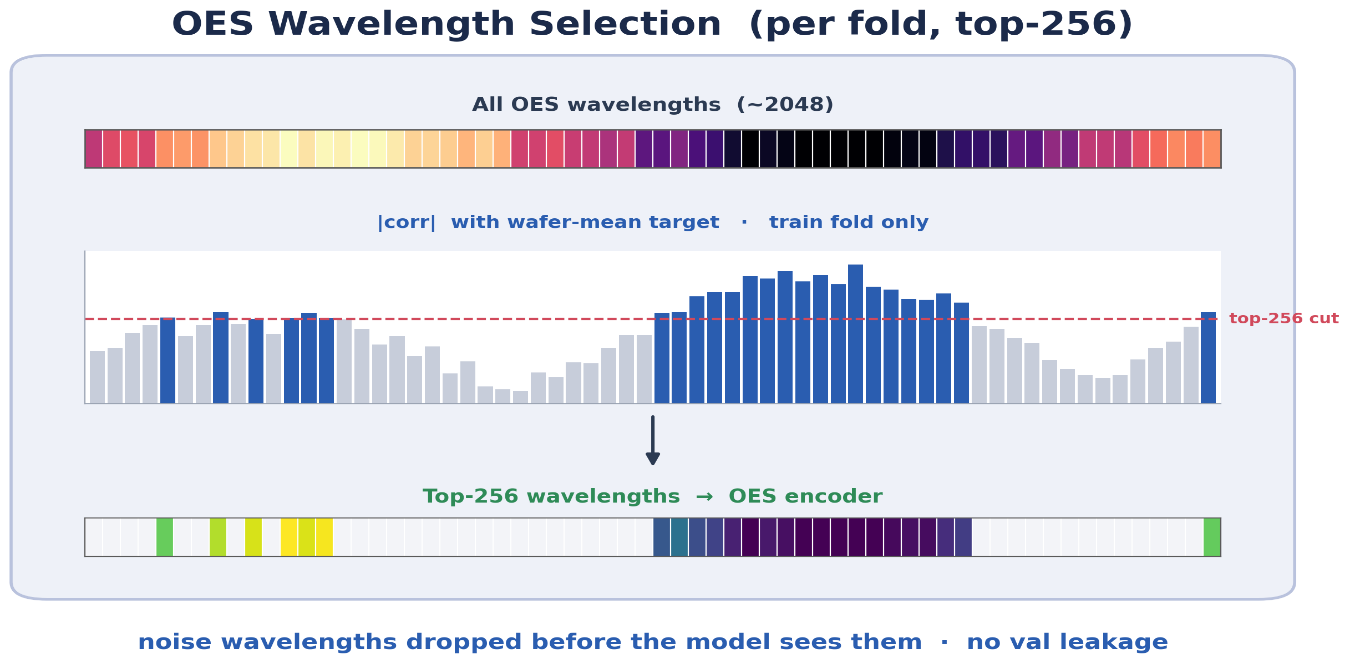 OES Wavelength Selection (per fold, top-256)
All OES wavelengths (~2048)
|corr| with wafer-mean target · train fold only
top-256 cut
Top-256 wavelengths → OES encoder
noise wavelengths dropped before the model sees them · no val leakage